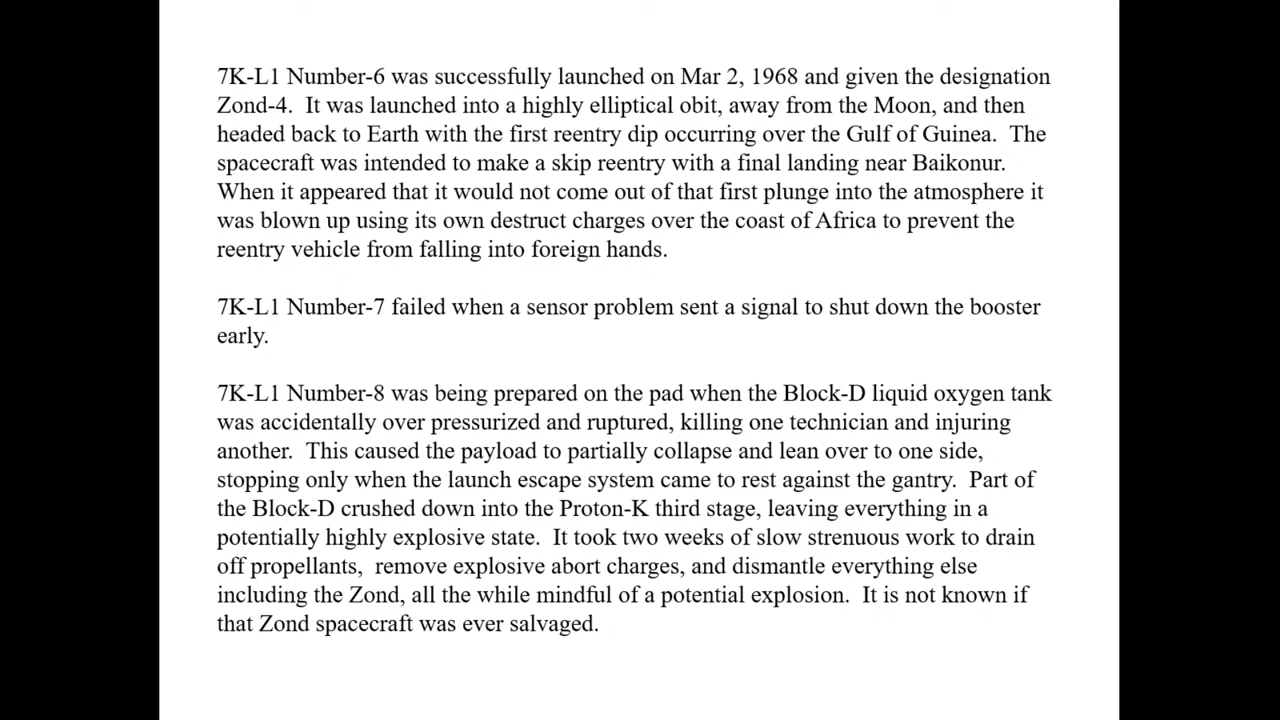 7K-L1 Number-6 was successfully launched on Mar 2, 1968 and given the designation
Zond-4.  It was launched into a highly elliptical obit, away from the Moon, and then
headed back to Earth with the first reentry dip occurring over the Gulf of Guinea.  The
spacecraft was intended to make a skip reentry with a final landing near Baikonur.
When it appeared that it would not come out of that first plunge into the atmosphere it
was blown up using its own destruct charges over the coast of Africa to prevent the
reentry vehicle from falling into foreign hands.
7K-L1 Number-7 failed when a sensor problem sent a signal to shut down the booster
early.
7K-L1 Number-8 was being prepared on the pad when the Block-D liquid oxygen tank
was accidentally over pressurized and ruptured, killing one technician and injuring
another.  This caused the payload to partially collapse and lean over to one side,
stopping only when the launch escape system came to rest against the gantry.  Part of
the Block-D crushed down into the Proton-K third stage, leaving everything in a
potentially highly explosive state.  It took two weeks of slow strenuous work to drain
off propellants,  remove explosive abort charges, and dismantle everything else
including the Zond, all the while mindful of a potential explosion.  It is not known if
that Zond spacecraft was ever salvaged.